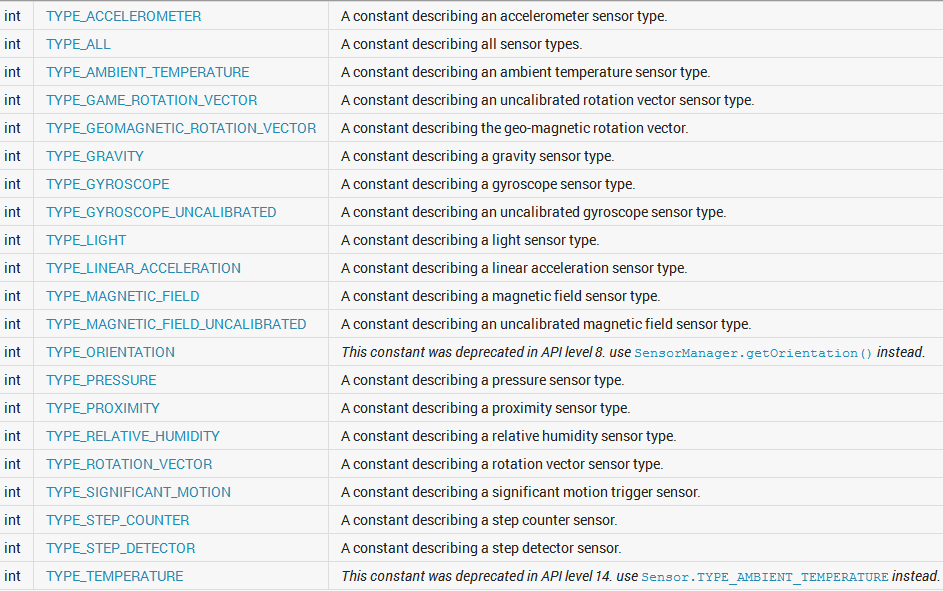 int TYPE_ACCELEROMETER A constant describing an accelerometer sensor type.
int TYPE_ALL A constant describing all sensor types.
int TYPE_AMBIENT_TEMPERATURE A constant describing an ambient temperature sensor type.
int TYPE_GAME_ROTATION_VECTOR A constant describing an uncalibrated rotation vector sensor type.
int TYPE_GEOMAGNETIC_ROTATION_VECTOR A constant describing the geo-magnetic rotation vector.
int TYPE_GRAVITY A constant describing a gravity sensor type.
int TYPE_GYROSCOPE A constant describing a gyroscope sensor type.
int TYPE_GYROSCOPE_UNCALIBRATED A constant describing an uncalibrated gyroscope sensor type.
int TYPE_LIGHT A constant describing a light sensor type.
int TYPE_LINEAR_ACCELERATION A constant describing a linear acceleration sensor type.
int TYPE_MAGNETIC_FIELD A constant describing a magnetic field sensor type.
int TYPE_MAGNETIC_FIELD_UNCALIBRATED A constant describing an uncalibrated magnetic field sensor type.
int TYPE_ORIENTATION This constant was deprecated in API level 8. use SensorManager.getOrientation() instead.
int TYPE_PRESSURE A constant describing a pressure sensor type.
int TYPE_PROXIMITY A constant describing a proximity sensor type.
int TYPE_RELATIVE_HUMIDITY A constant describing a relative humidity sensor type.
int TYPE_ROTATION_VECTOR A constant describing a rotation vector sensor type.
int TYPE_SIGNIFICANT_MOTION A constant describing a significant motion trigger sensor.
int TYPE_STEP_COUNTER A constant describing a step counter sensor.
int TYPE_STEP_DETECTOR A constant describing a step detector sensor.
int TYPE_TEMPERATURE This constant was deprecated in API level 14. use Sensor.TYPE_AMBIENT_TEMPERATURE instead.